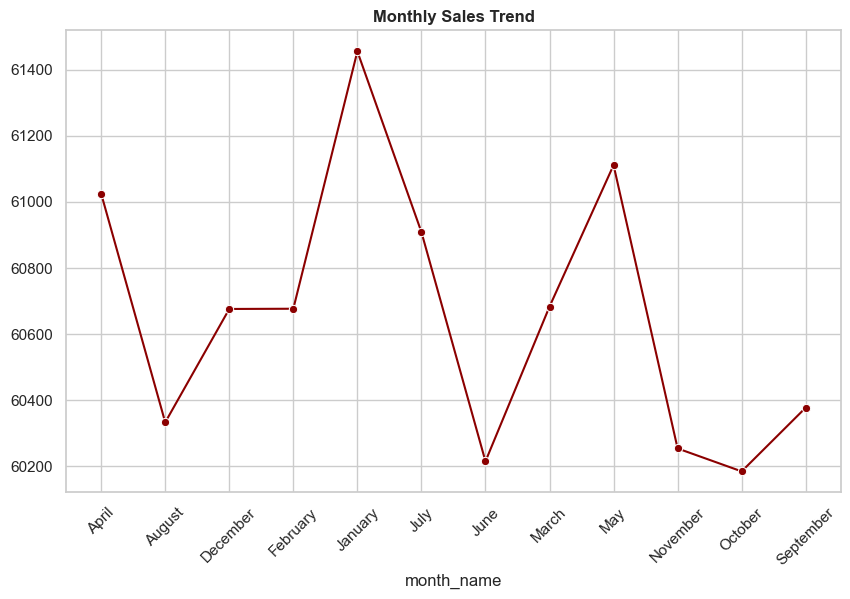 Monthly Sales Trend
61400
61200
61000
60800
60600
60400
60200
April
August
December
February
January
July
June
March
May
November
October
September
month_name